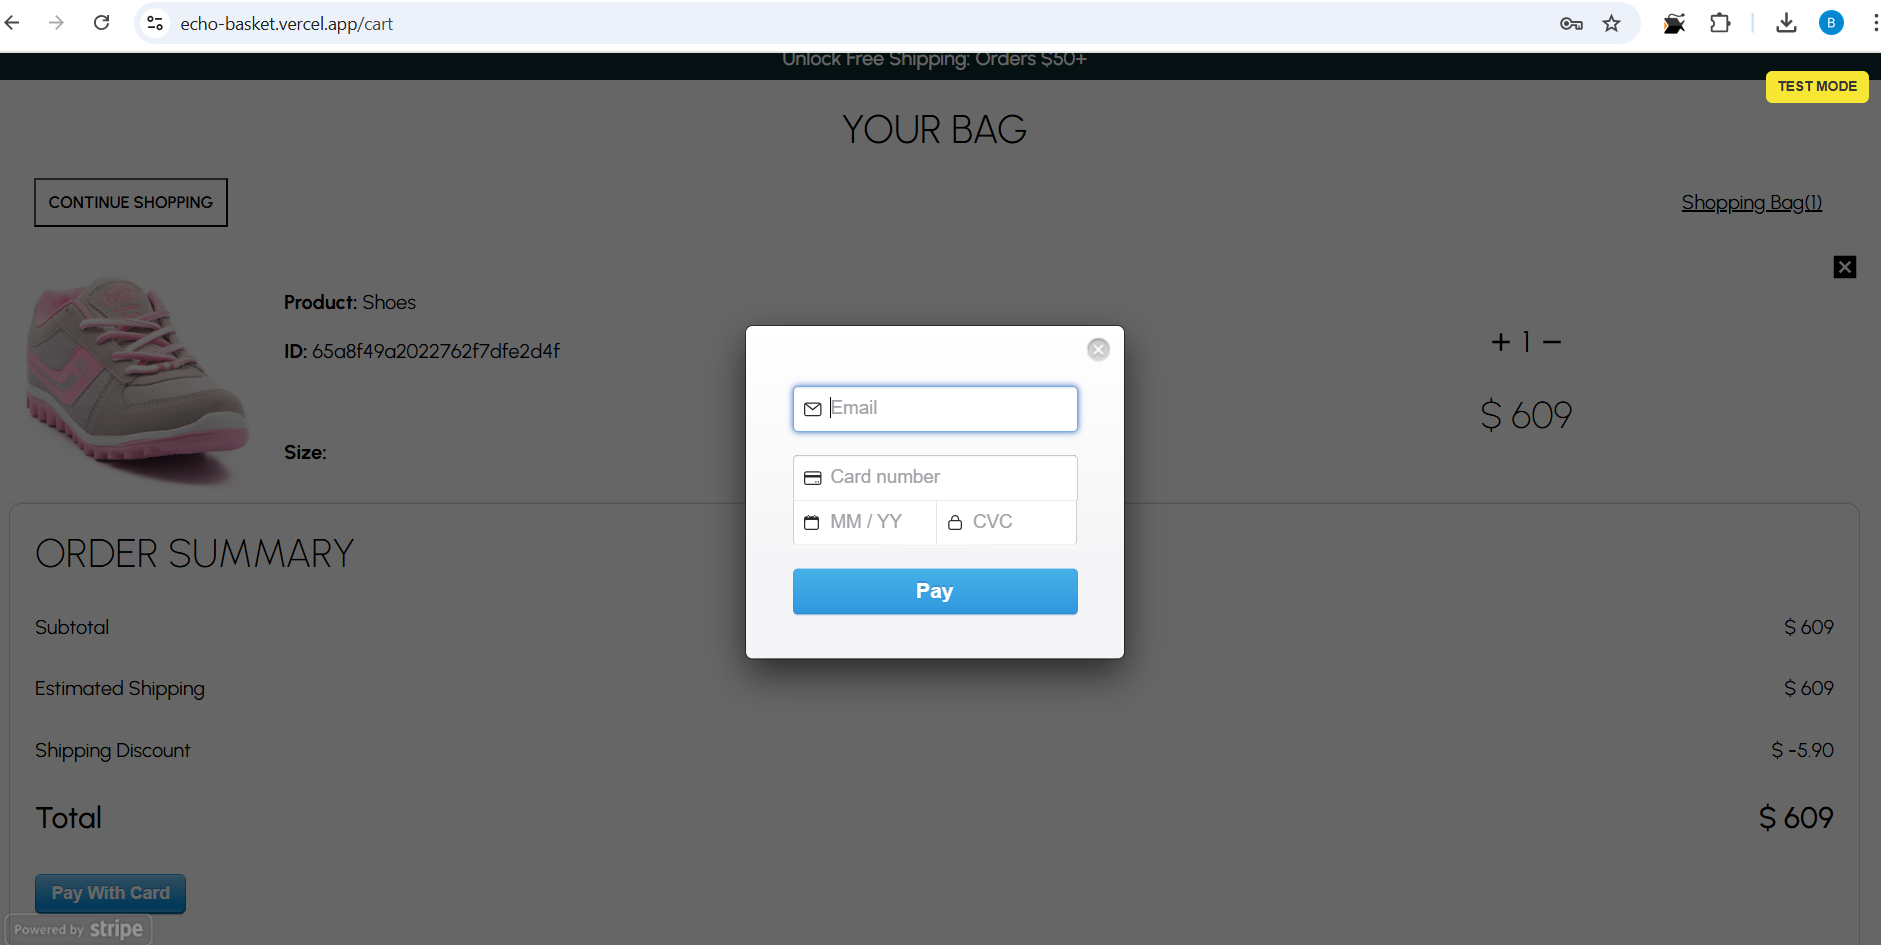 echo-basket.vercel.app/cart
B
Unlock Free Shipping: Orders $50+
TEST MODE
YOUR BAG
CONTINUE SHOPPING
Shopping Bag(1)
Product: Shoes
ID: 65a8f49a2022762f7dfe2d4f
Size:
+ 1 −
$ 609
Email
Card number
MM / YY
CVC
Pay
ORDER SUMMARY
Subtotal
$ 609
Estimated Shipping
$ 609
Shipping Discount
$ -5.90
Total
$ 609
Pay With Card
Powered by stripe